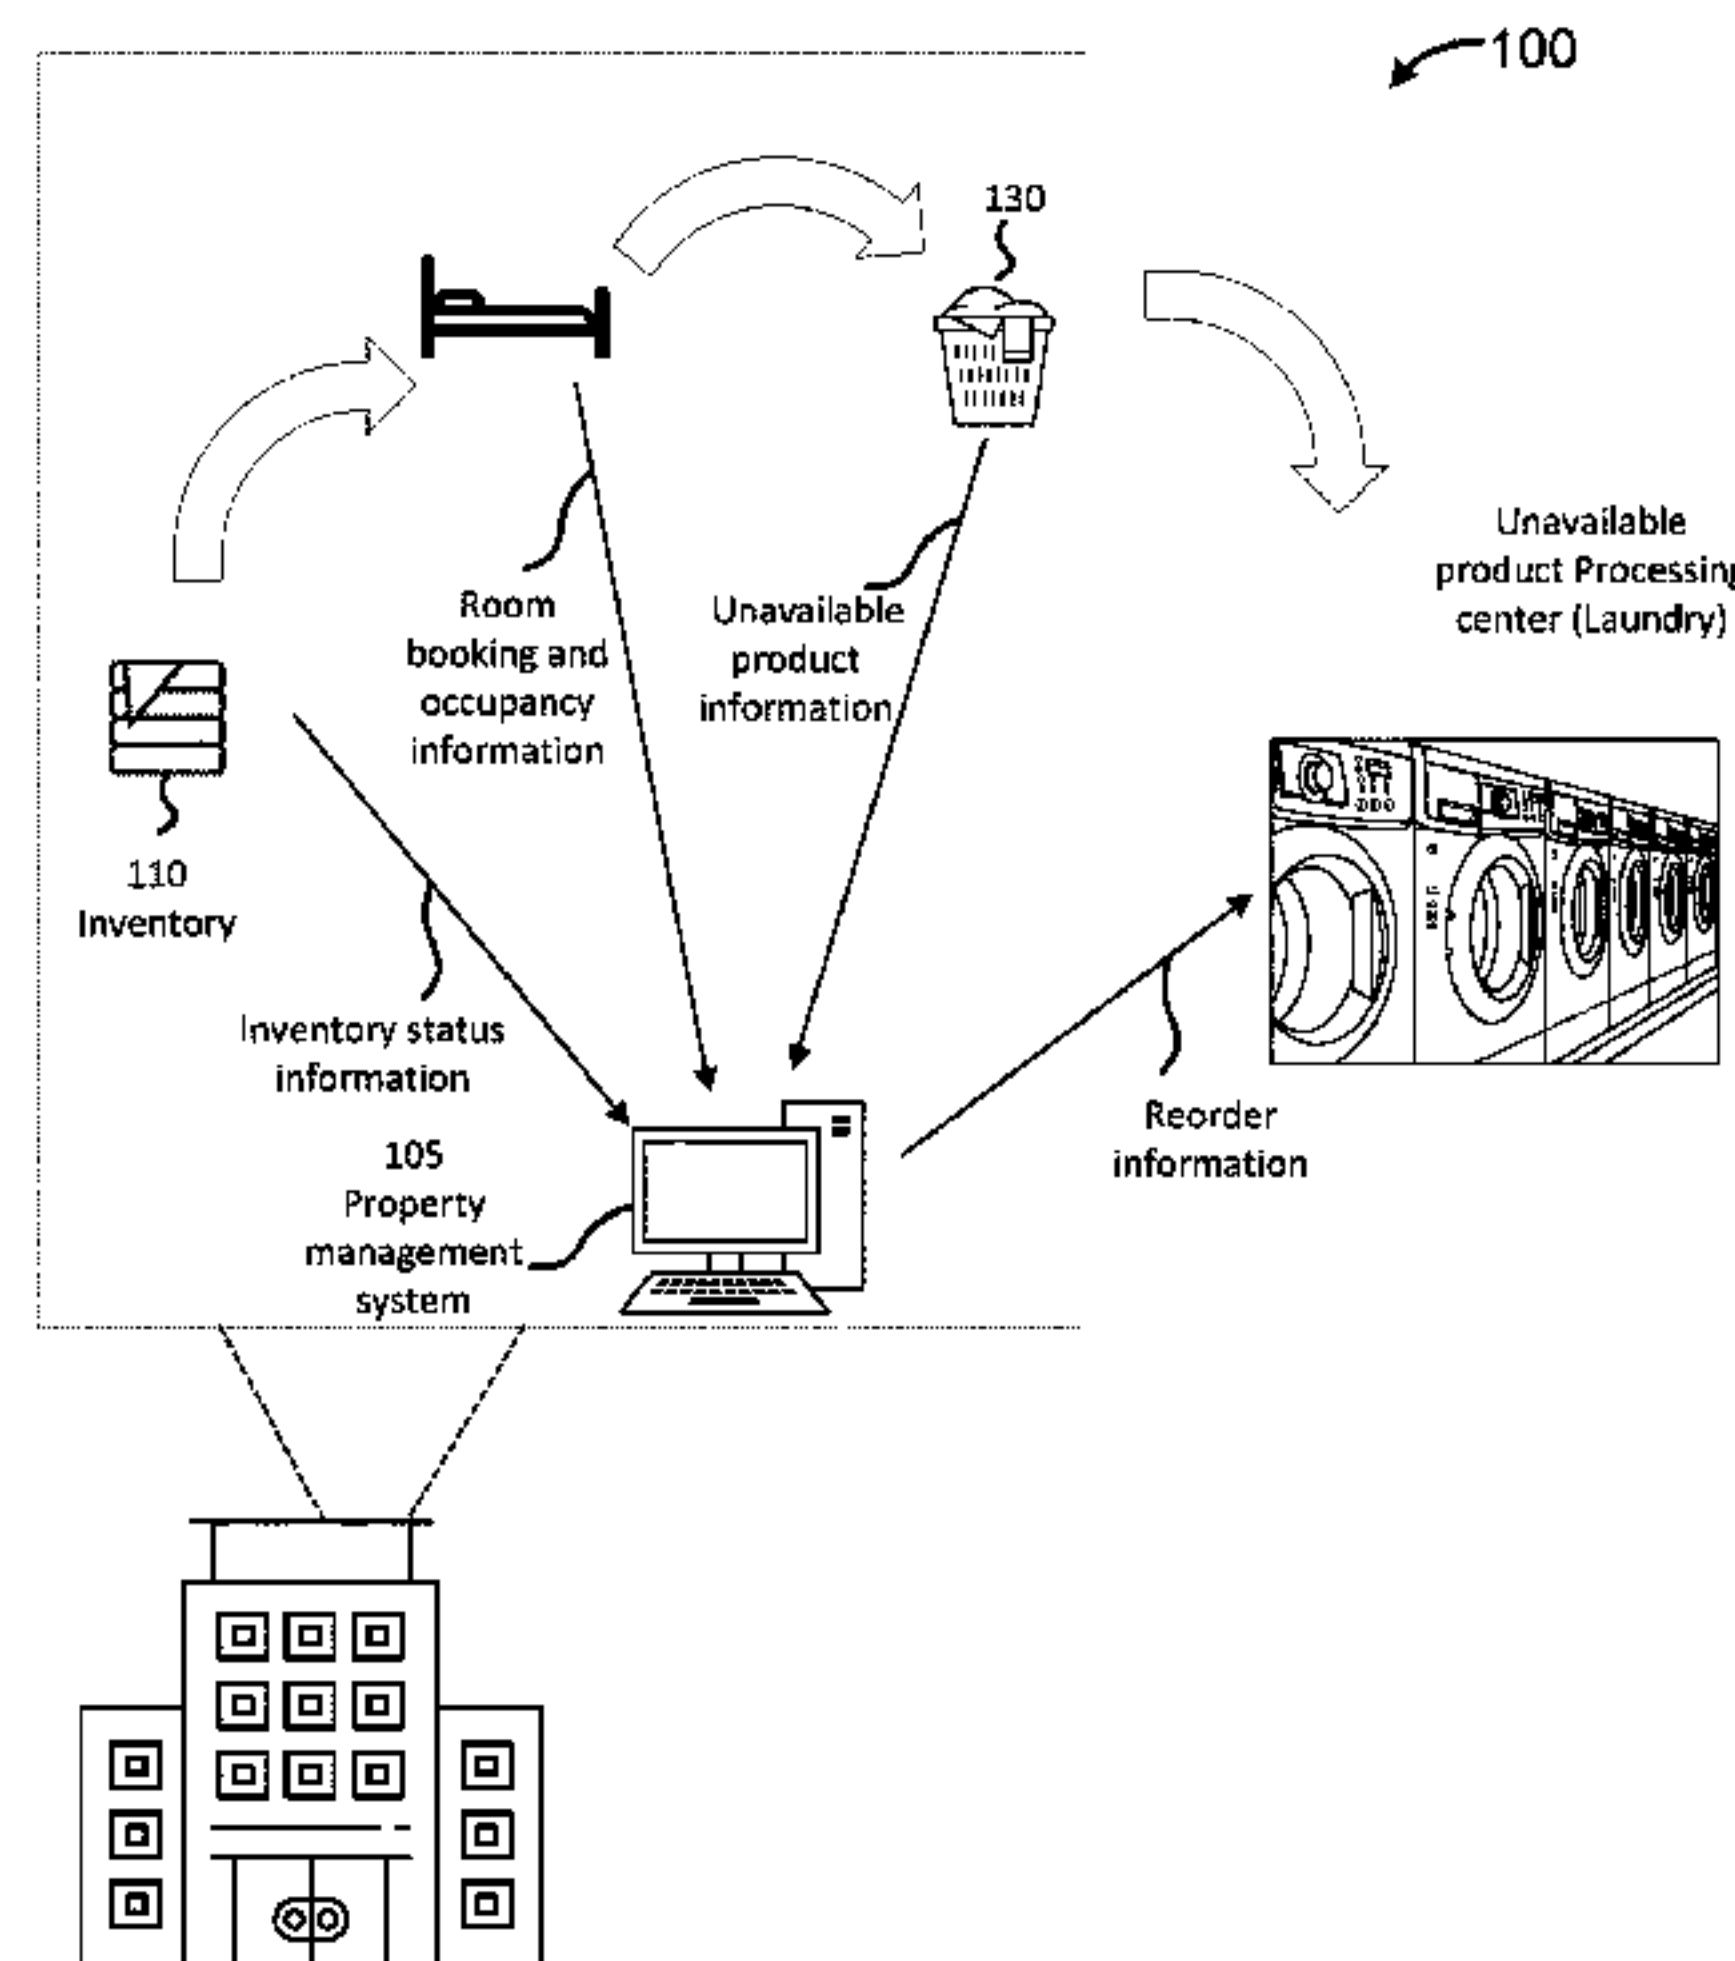 100
130
Unavailable
product Processing
center (Laundry)
Room
booking and
occupancy
information
Unavailable
product
information
110
Inventory
Inventory status
information
Reorder
information
105
Property
management
system